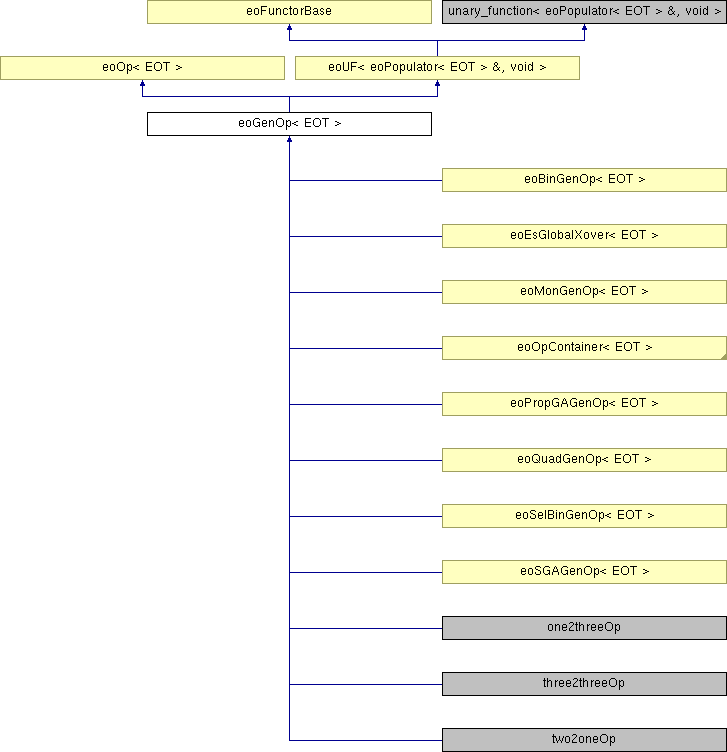 eoFunctorBase
unary_function< eoPopulator< EOT > &, void >
eoOp< EOT >
eoUF< eoPopulator< EOT > &, void >
eoGenOp< EOT >
eoBinGenOp< EOT >
eoEsGlobalXover< EOT >
eoMonGenOp< EOT >
eoOpContainer< EOT >
eoPropGAGenOp< EOT >
eoQuadGenOp< EOT >
eoSelBinGenOp< EOT >
eoSGAGenOp< EOT >
one2threeOp
three2threeOp
two2oneOp